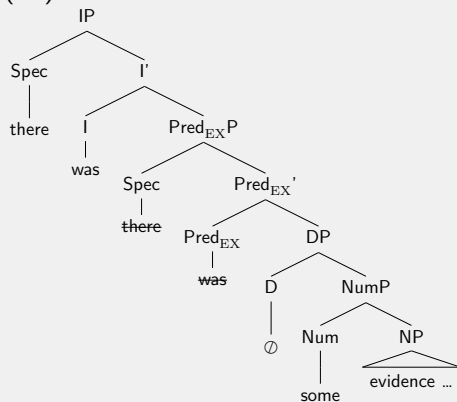 IP
Spec I'
there I Pred_EX P
was Spec Pred_EX '
there Pred_EX DP
was D NumP
∅ Num NP
some evidence ...